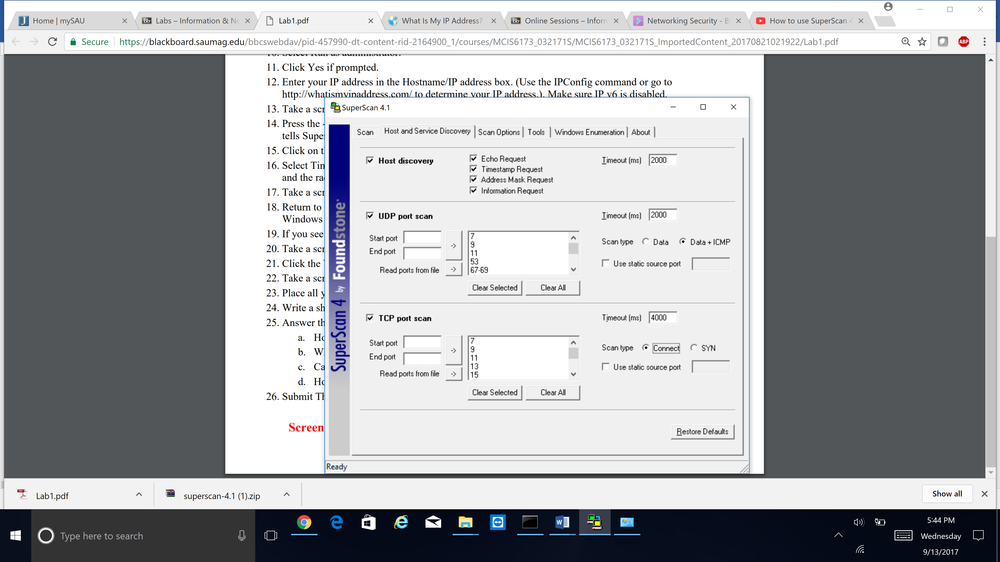 Home | mySAU
Labs – Information & Ne
Lab1.pdf
What Is My IP Address?
Online Sessions – Inform
Networking Security - Bl
How to use SuperScan 4
Secure
https://blackboard.saumag.edu/bbcswebdav/pid-457990-dt-content-rid-2164900_1/courses/MCIS6173_032171S/MCIS6173_032171S_ImportedContent_20170821021922/Lab1.pdf
ABP
10. Select Run as administrator.
11. Click Yes if prompted.
12. Enter your IP address in the Hostname/IP address box. (Use the IPConfig command or go to
http://whatismyipaddress.com/ to determine your IP address.). Make sure IP v6 is disabled.
13. Take a scr
14. Press the -
tells Super
15. Click on t
16. Select Tim
and the ra
17. Take a scr
18. Return to
Windows
19. If you see
20. Take a scr
21. Click the
22. Take a scr
23. Place all y
24. Write a sh
25. Answer th
a. Ho
b. W
c. Ca
d. Ho
26. Submit Th
Screen
SuperScan 4.1
Scan
Host and Service Discovery
Scan Options
Tools
Windows Enumeration
About
SuperScan 4 by Foundstone
Host discovery
Echo Request
Timestamp Request
Address Mask Request
Information Request
Timeout (ms) 2000
UDP port scan
Timeout (ms) 2000
Start port
End port
->
Read ports from file ->
7
9
11
53
67-69
Scan type Data Data + ICMP
Use static source port
Clear Selected
Clear All
TCP port scan
Timeout (ms) 4000
Start port
End port
->
Read ports from file ->
7
9
11
13
15
Scan type Connect SYN
Use static source port
Clear Selected
Clear All
Restore Defaults
Ready
Lab1.pdf
superscan-4.1 (1).zip
Show all
Type here to search
5:44 PM
Wednesday
9/13/2017